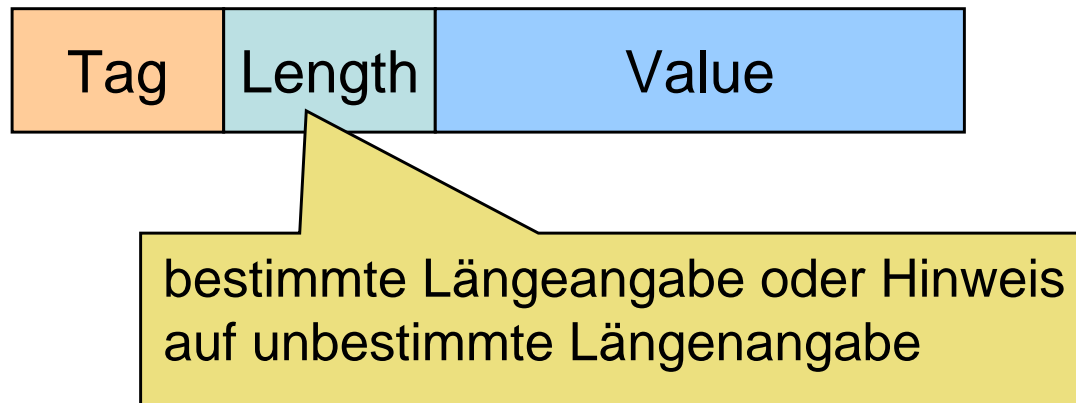 Tag Length Value
bestimmte Längeangabe oder Hinweis
auf unbestimmte Längenangabe